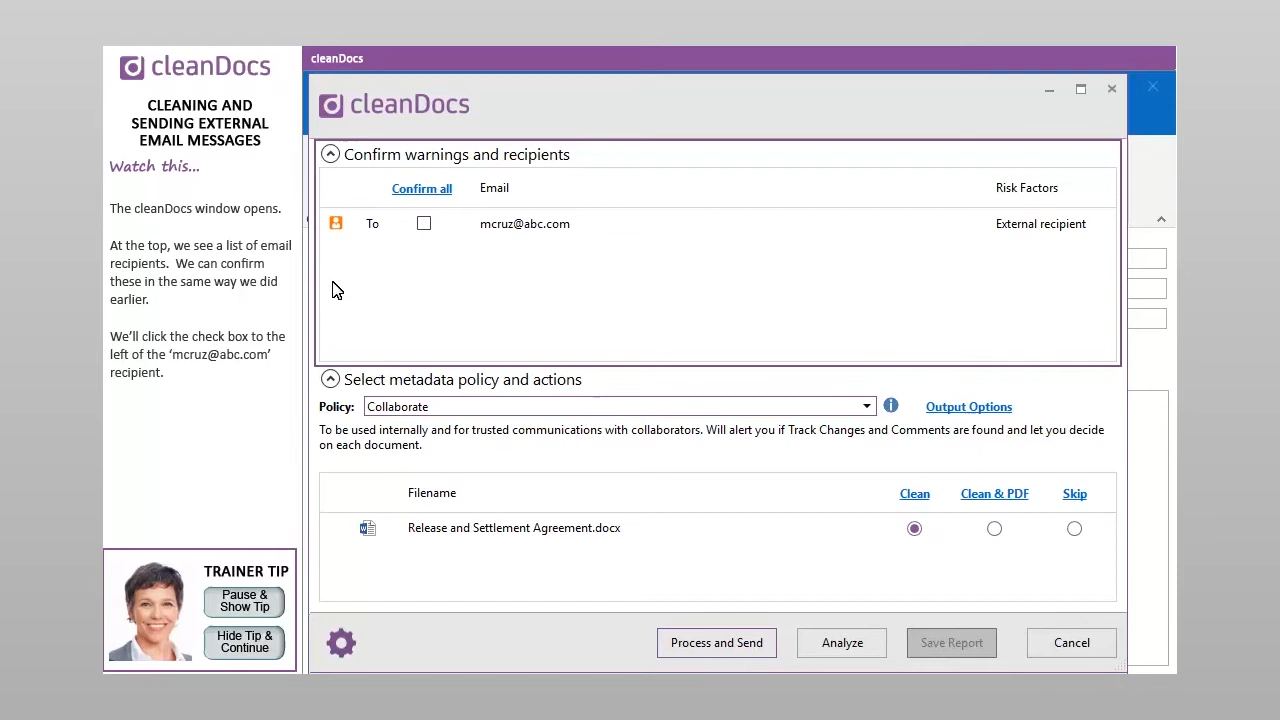 cleanDocs
CLEANING AND
SENDING EXTERNAL
EMAIL MESSAGES
Watch this...
The cleanDocs window opens.
At the top, we see a list of email
recipients.  We can confirm
these in the same way we did
earlier.
We'll click the check box to the
left of the ‘mcruz@abc.com’
recipient.
TRAINER TIP
Pause &
Show Tip
Hide Tip &
Continue
cleanDocs
cleanDocs
Confirm warnings and recipients
Confirm all Email Risk Factors
To mcruz@abc.com External recipient
Select metadata policy and actions
Policy: Collaborate Output Options
To be used internally and for trusted communications with collaborators. Will alert you if Track Changes and Comments are found and let you decide
on each document.
Filename Clean Clean & PDF Skip
Release and Settlement Agreement.docx
Process and Send Analyze Save Report Cancel